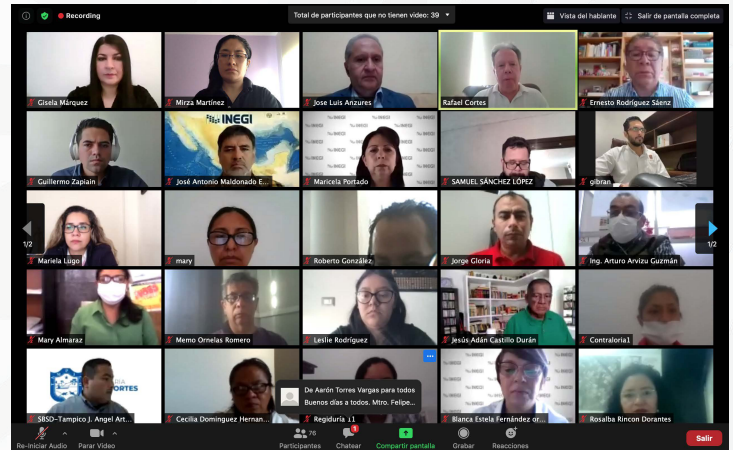 Recording
Total de participantes que no tienen video: 39
Vista del hablante
Salir de pantalla completa
Gisela Márquez
Mirza Martínez
Jose Luis Anzures
Rafael Cortes
Ernesto Rodríguez Sáenz
INEGI
Guillermo Zapiain
José Antonio Maldonado E...
Maricela Portado
SAMUEL SÁNCHEZ LÓPEZ
gibran
1/2
1/2
Mariela Lugo
mary
Roberto González
Jorge Gloria
Ing. Arturo Arvizu Guzmán
Mary Almaraz
Memo Ornelas Romero
Leslie Rodríguez
Jesús Adán Castillo Durán
Contraloria1
De Aarón Torres Vargas para todos
Buenos días a todos. Mtro. Felipe...
SBSD-Tampico J. Angel Art...
Cecilia Dominguez Hernan...
Regiduría 11
Blanca Estela Fernández or...
Rosalba Rincon Dorantes
Re-Iniciar Audio
Parar Video
76
Participantes
1
Chatear
Compartir pantalla
Grabar
Reacciones
Salir